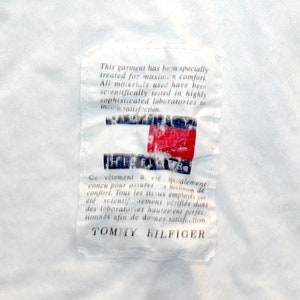 This garment has been specially
treated for maximum comfort.
All materials used have been
scientifically tested in highly
sophisticated laboratories to
satisfaction.
Ce vêtement a été
conçu pour assurer un maximum de
confort. Tous les tissus employés ont
été scientifiquement vérifiés dans
des laboratoires hautement perfec-
tionnés afin de donner satisfaction.
TOMMY HILFIGER